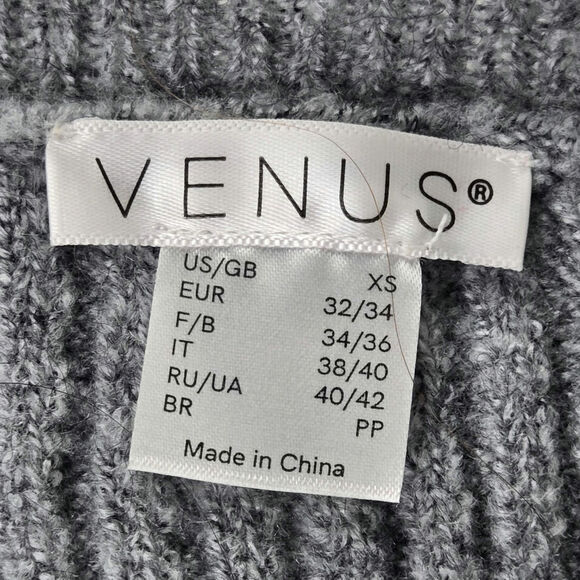 VENUS®
US/GB XS
EUR 32/34
F/B 34/36
IT 38/40
RU/UA 40/42
BR PP
Made in China